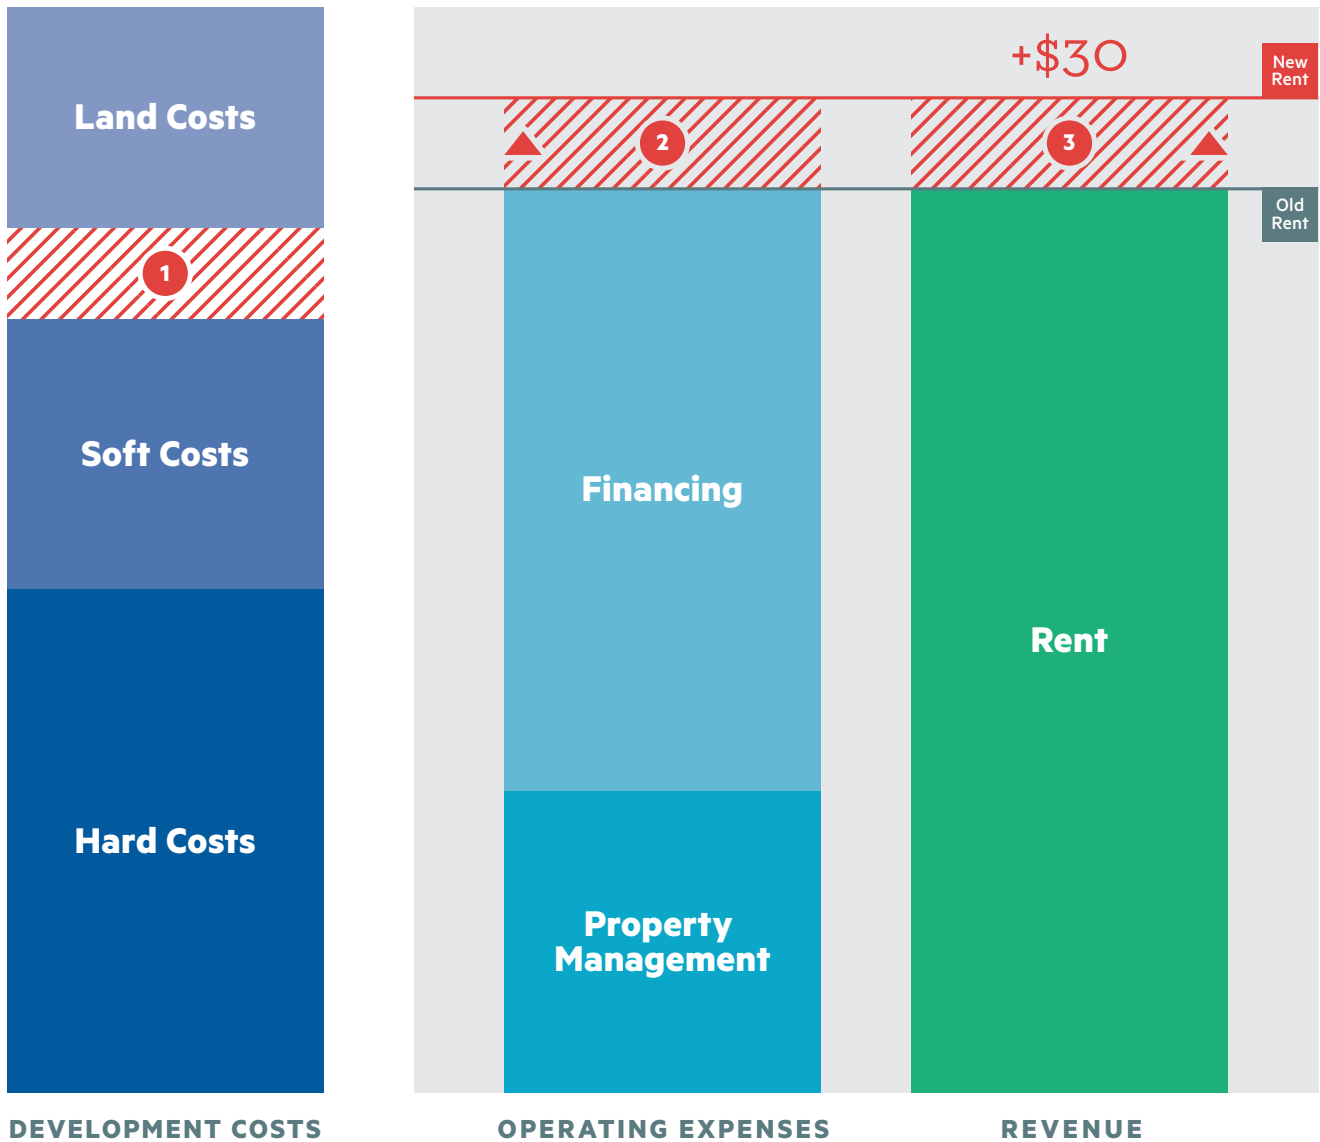 Land Costs
1
Soft Costs
Hard Costs
DEVELOPMENT COSTS
+$30
New
Rent
2
3
Old
Rent
Financing
Rent
Property
Management
OPERATING EXPENSES
REVENUE